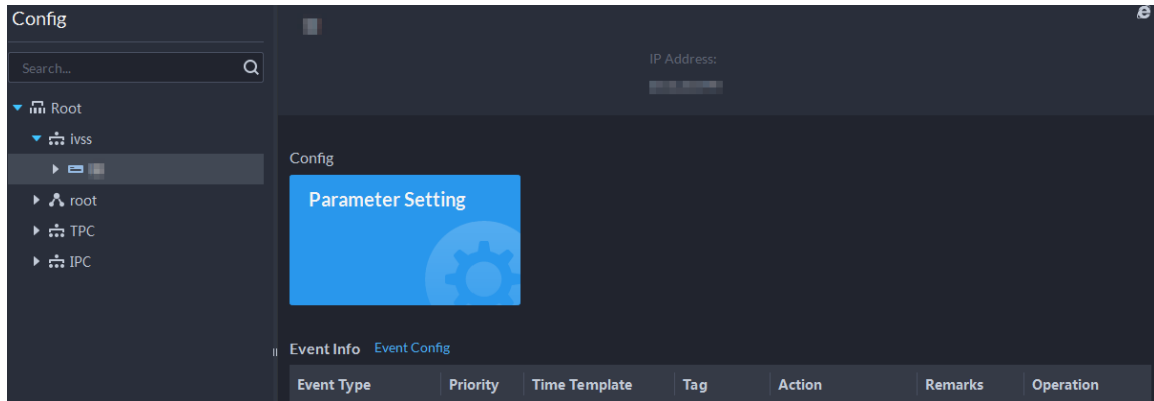 Config
Search...
Root
ivss
root
TPC
IPC
IP Address:
Config
Parameter Setting
Event Info Event Config
Event Type Priority Time Template Tag Action Remarks Operation